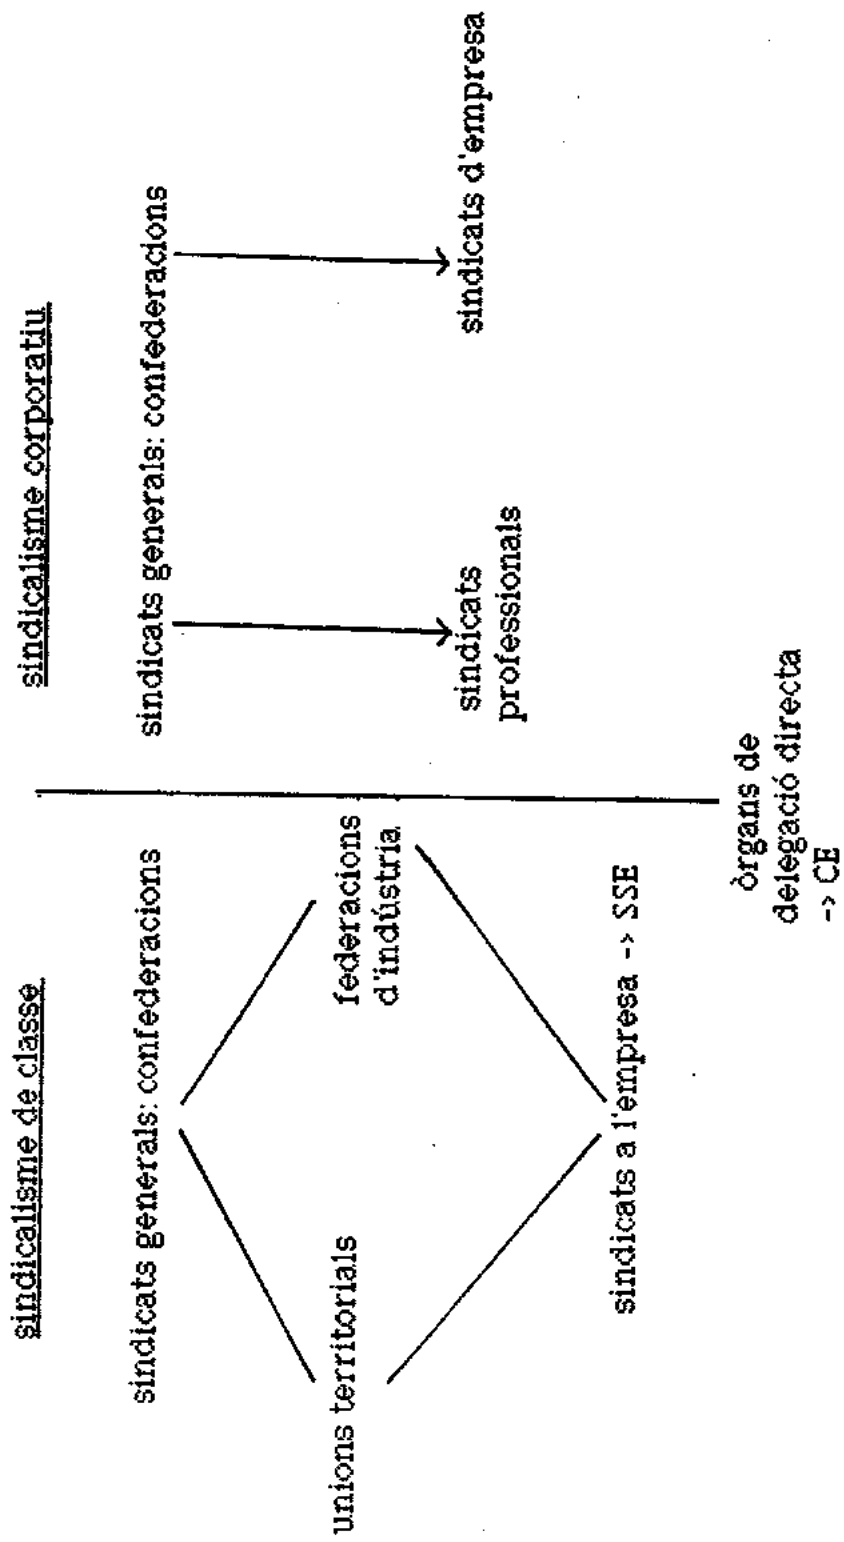 sindicalisme de classe
sindicats generals: confederacions
unions territorials
federacions
d'indústria
sindicats a l'empresa -> SSE
sindicalisme corporatiu
sindicats generals: confederacions
sindicats
professionals
sindicats d'empresa
òrgans de
delegació directa
-> CE